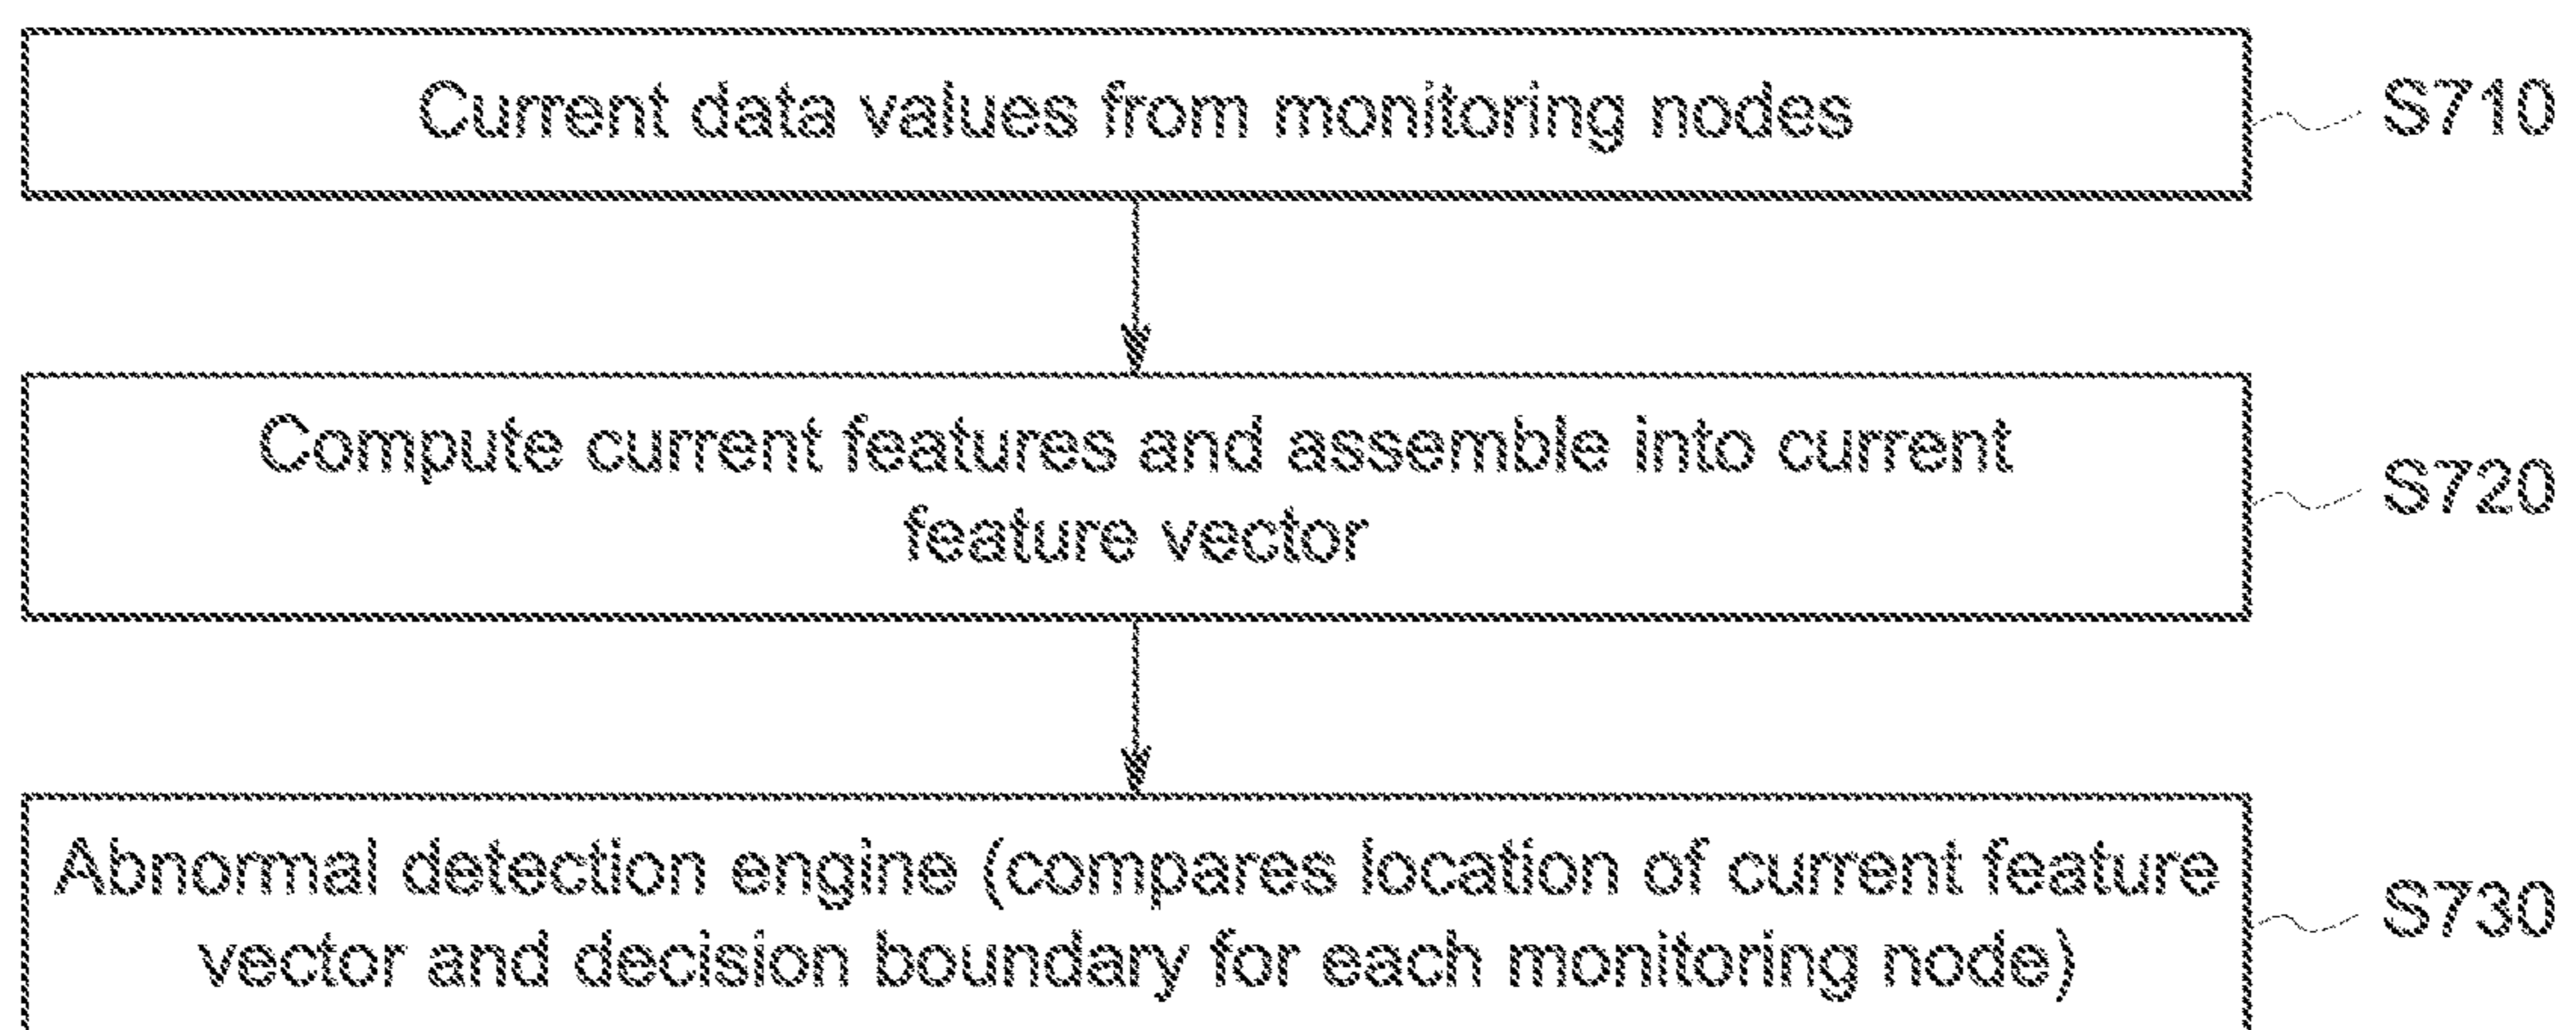 Current data values from monitoring nodes
S710
Compute current features and assemble into current
feature vector
S720
Abnormal detection engine (compares location of current feature
vector and decision boundary for each monitoring node)
S730